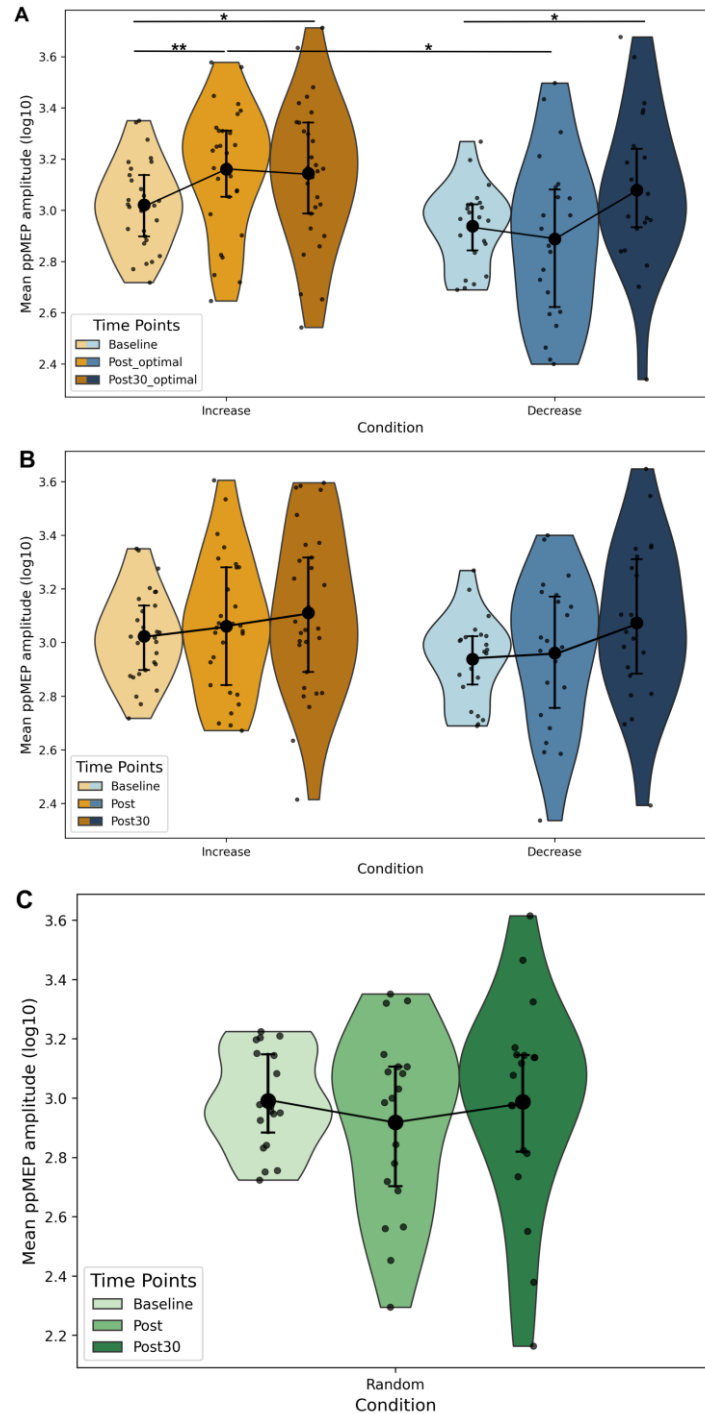 A
*
*
**
*
3.6
3.4
3.2
3.0
2.8
2.6
2.4
Mean ppMEP amplitude (log10)
Time Points
Baseline
Post_optimal
Post30_optimal
Increase
Decrease
Condition
B
3.6
3.4
3.2
3.0
2.8
2.6
2.4
Mean ppMEP amplitude (log10)
Time Points
Baseline
Post
Post30
Increase
Decrease
Condition
C
3.6
3.4
3.2
3.0
2.8
2.6
2.4
2.2
Mean ppMEP amplitude (log10)
Time Points
Baseline
Post
Post30
Random
Condition